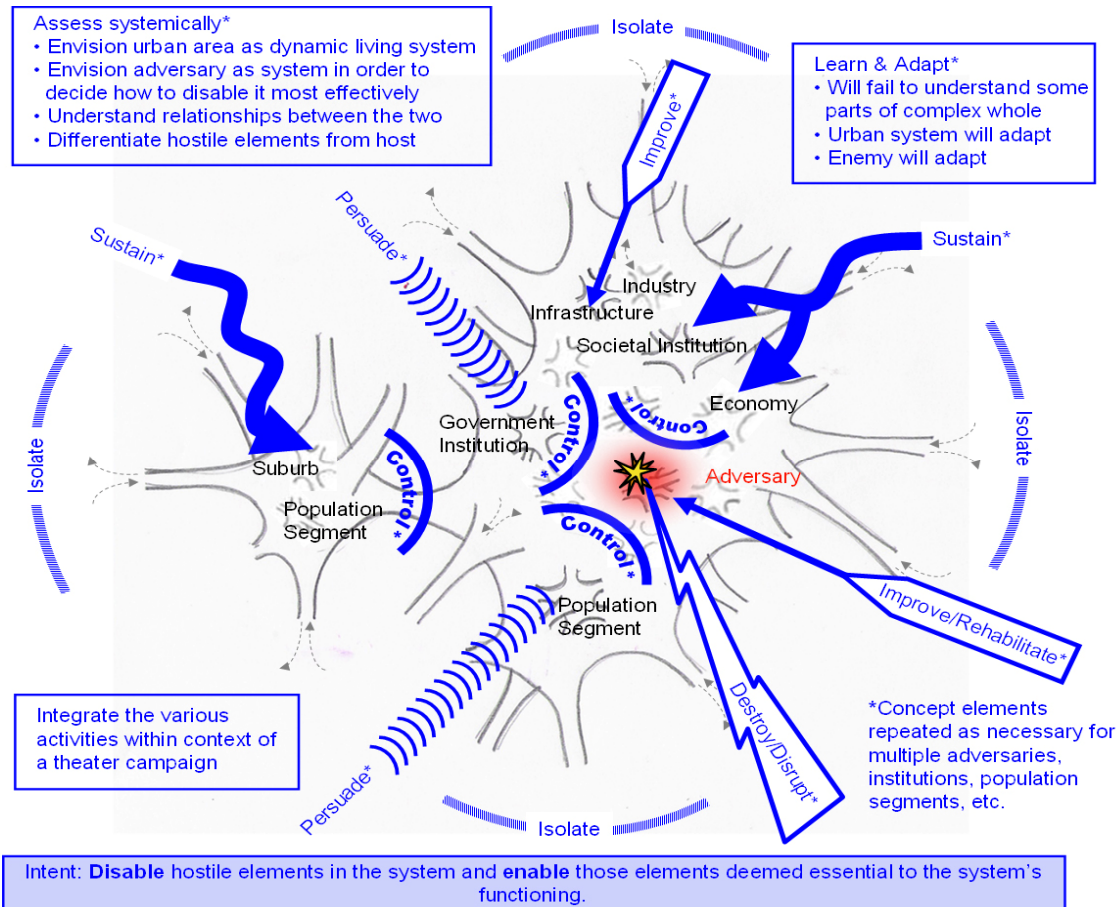 Assess systemically*
• Envision urban area as dynamic living system
• Envision adversary as system in order to
decide how to disable it most effectively
• Understand relationships between the two
• Differentiate hostile elements from host
Isolate
Learn & Adapt*
• Will fail to understand some
parts of complex whole
• Urban system will adapt
• Enemy will adapt
Improve*
Persuade*
Sustain*
Sustain*
Industry
Infrastructure
Societal Institution
Economy
Control*
Control*
Government
Institution
Isolate
Isolate
Suburb
Control*
Adversary
Population
Segment
Control*
Population
Segment
Improve/Rehabilitate*
Destroy/Disrupt*
Integrate the various
activities within context of
a theater campaign
*Concept elements
repeated as necessary for
multiple adversaries,
institutions, population
segments, etc.
Persuade*
Isolate
Intent: Disable hostile elements in the system and enable those elements deemed essential to the system's
functioning.